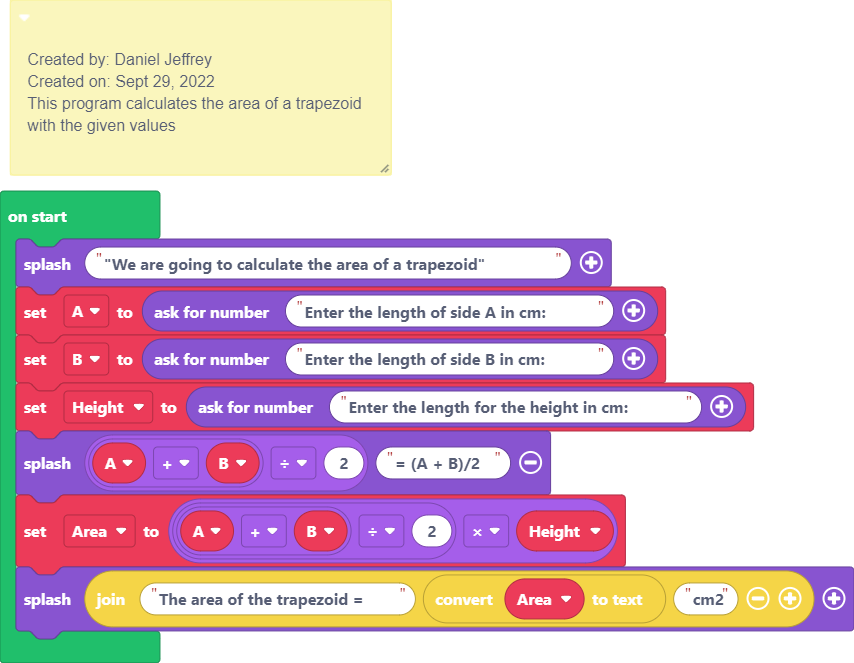 Created by: Daniel Jeffrey
Created on: Sept 29, 2022
This program calculates the area of a trapezoid
with the given values
on start
splash " "We are going to calculate the area of a trapezoid" "
set A to ask for number "Enter the length of side A in cm: "
set B to ask for number "Enter the length of side B in cm: "
set Height to ask for number "Enter the length for the height in cm: "
splash A + B ÷ 2 "= (A + B)/2 "
set Area to A + B ÷ 2 × Height
splash join "The area of the trapezoid = " convert Area to text "cm2"